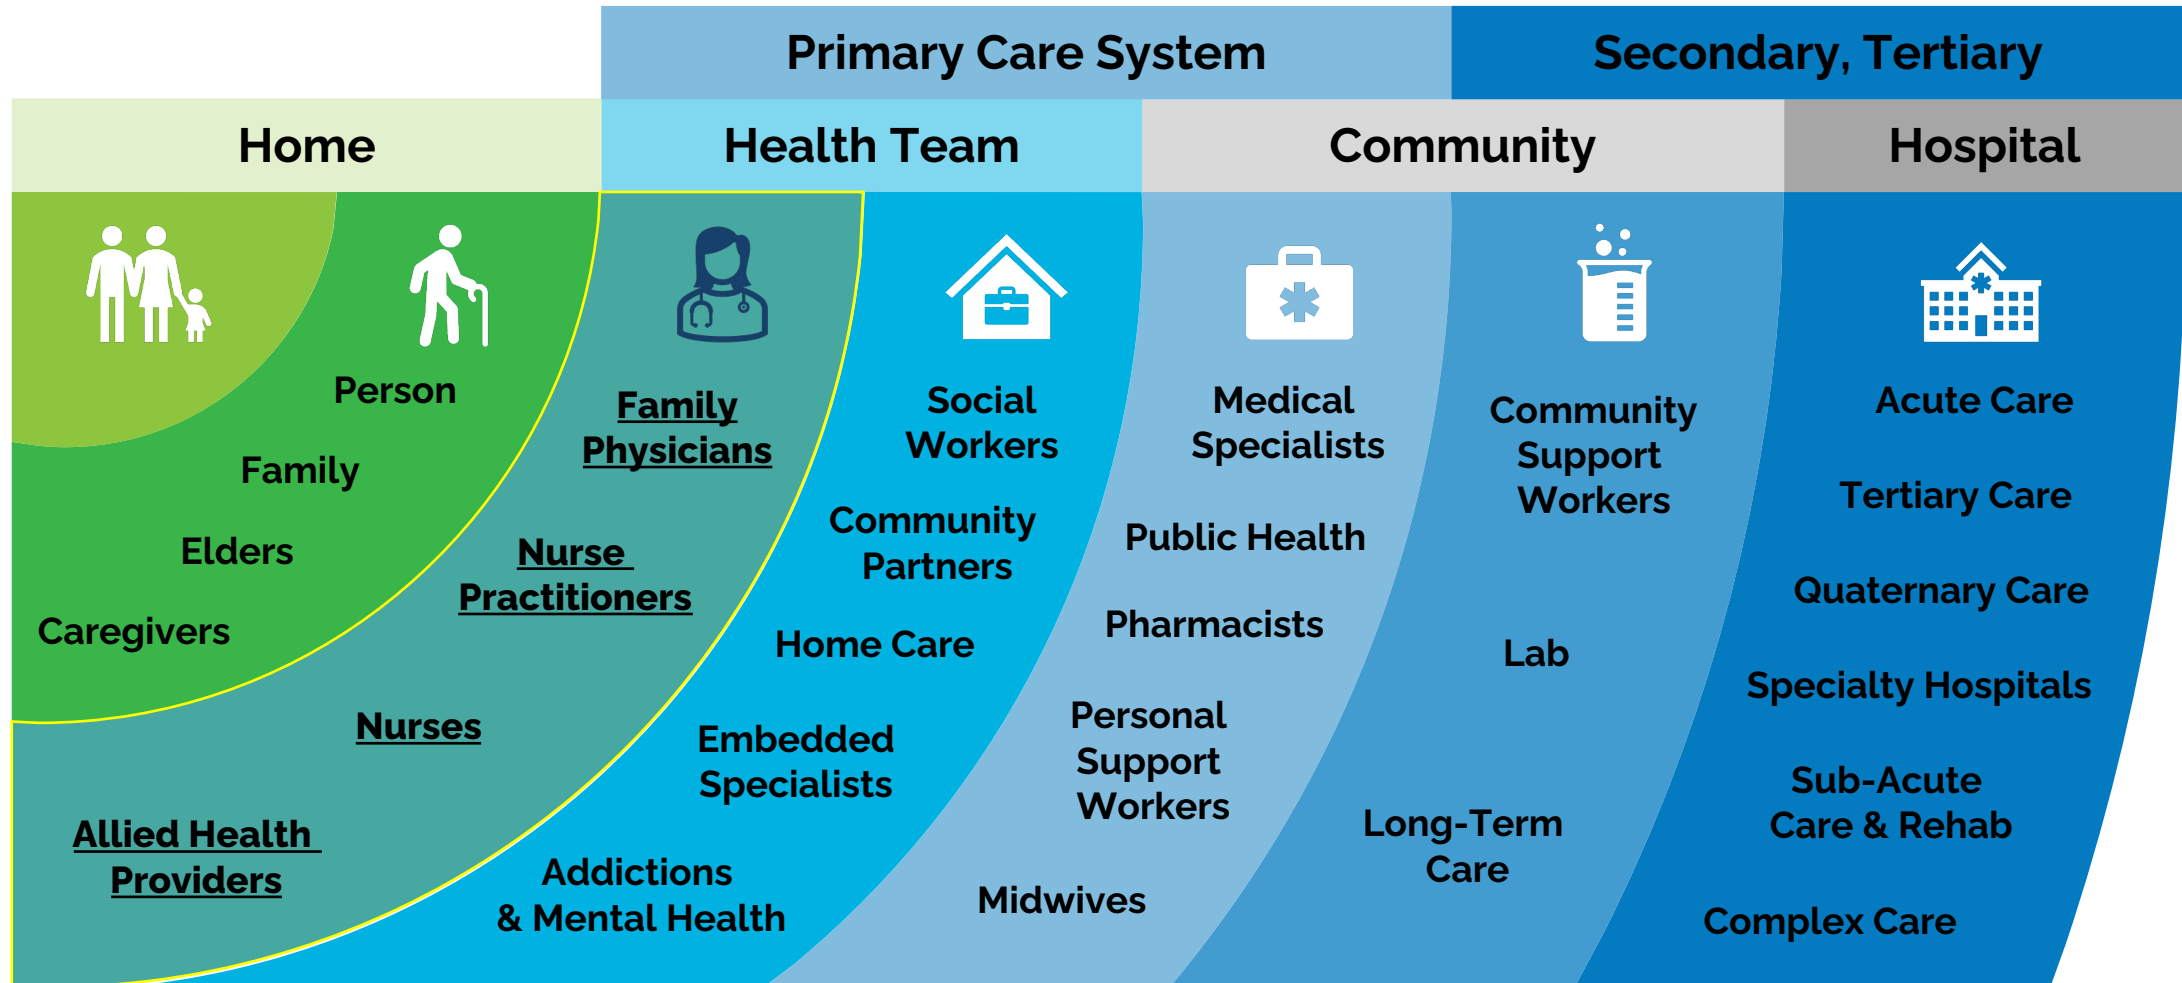 Primary Care System
Secondary, Tertiary
Home
Health Team
Community
Hospital
Person
Family
Elders
Caregivers
Family
Physicians
Nurse
Practitioners
Nurses
Allied Health
Providers
Social
Workers
Community
Partners
Home Care
Embedded
Specialists
Addictions
& Mental Health
Medical
Specialists
Public Health
Pharmacists
Personal
Support
Workers
Midwives
Community
Support
Workers
Lab
Long-Term
Care
Acute Care
Tertiary Care
Quaternary Care
Specialty Hospitals
Sub-Acute
Care & Rehab
Complex Care